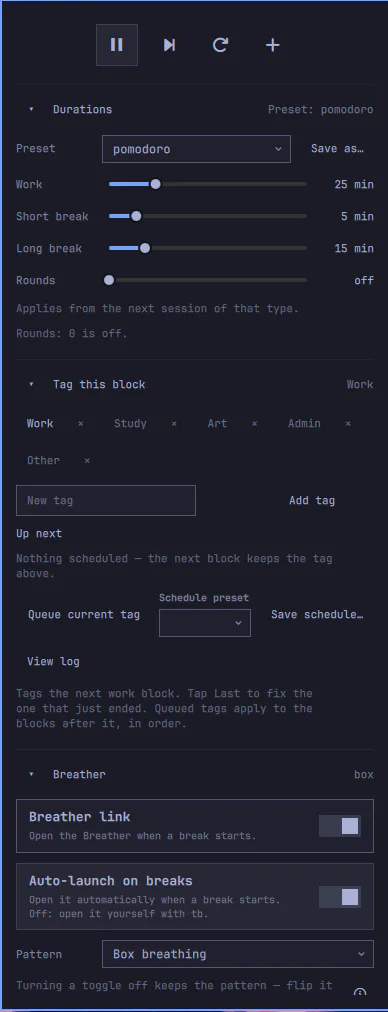 ▾ Durations Preset: pomodoro
Preset pomodoro Save as…
Work 25 min
Short break 5 min
Long break 15 min
Rounds off
Applies from the next session of that type.
Rounds: 0 is off.
▾ Tag this block Work
Work × Study × Art × Admin ×
Other ×
New tag Add tag
Up next
Nothing scheduled — the next block keeps the tag
above.
Schedule preset
Queue current tag Save schedule…
View log
Tags the next work block. Tap Last to fix the
one that just ended. Queued tags apply to the
blocks after it, in order.
▾ Breather box
Breather link
Open the Breather when a break starts.
Auto-launch on breaks
Open it automatically when a break starts.
Off: open it yourself with tb.
Pattern Box breathing
Turning a toggle off keeps the pattern — flip it